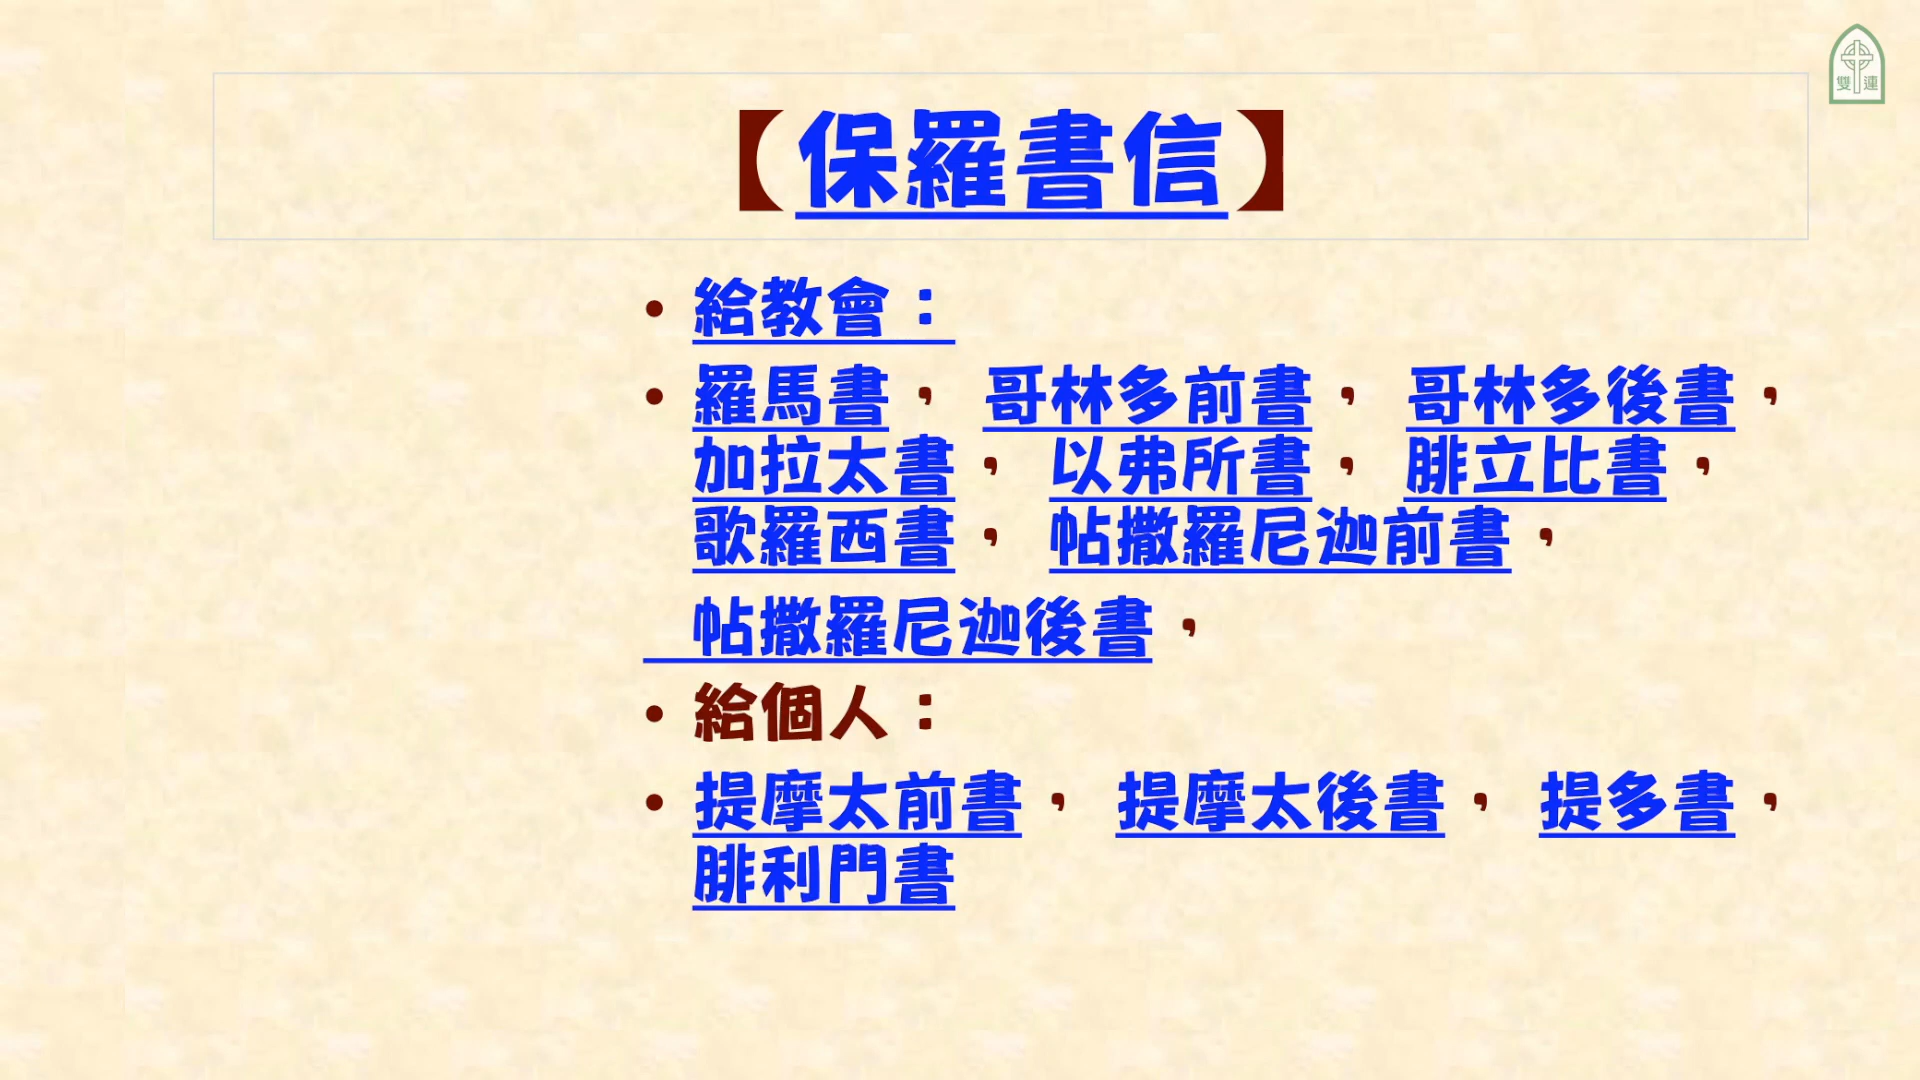 雙連
【保羅書信】
• 給教會：
• 羅馬書， 哥林多前書， 哥林多後書，
加拉太書， 以弗所書， 腓立比書，
歌羅西書， 帖撒羅尼迦前書，
帖撒羅尼迦後書，
• 給個人：
• 提摩太前書， 提摩太後書， 提多書，
腓利門書